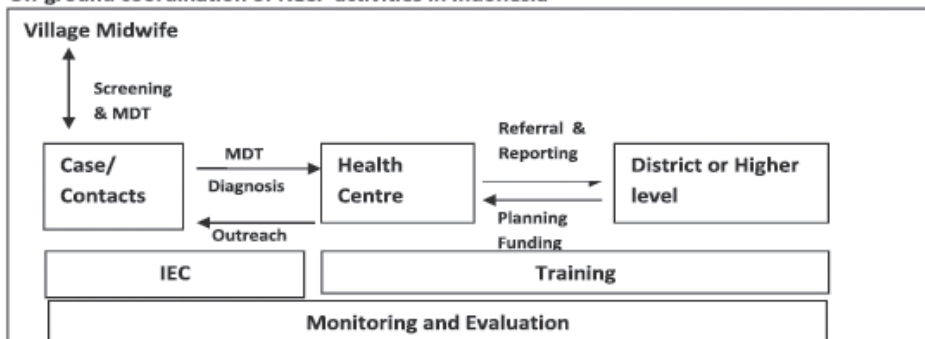 Village Midwife
Screening
& MDT
Case/
Contacts
MDT
Diagnosis
Outreach
Health
Centre
Referral &
Reporting
Planning
Funding
District or Higher
level
IEC
Training
Monitoring and Evaluation